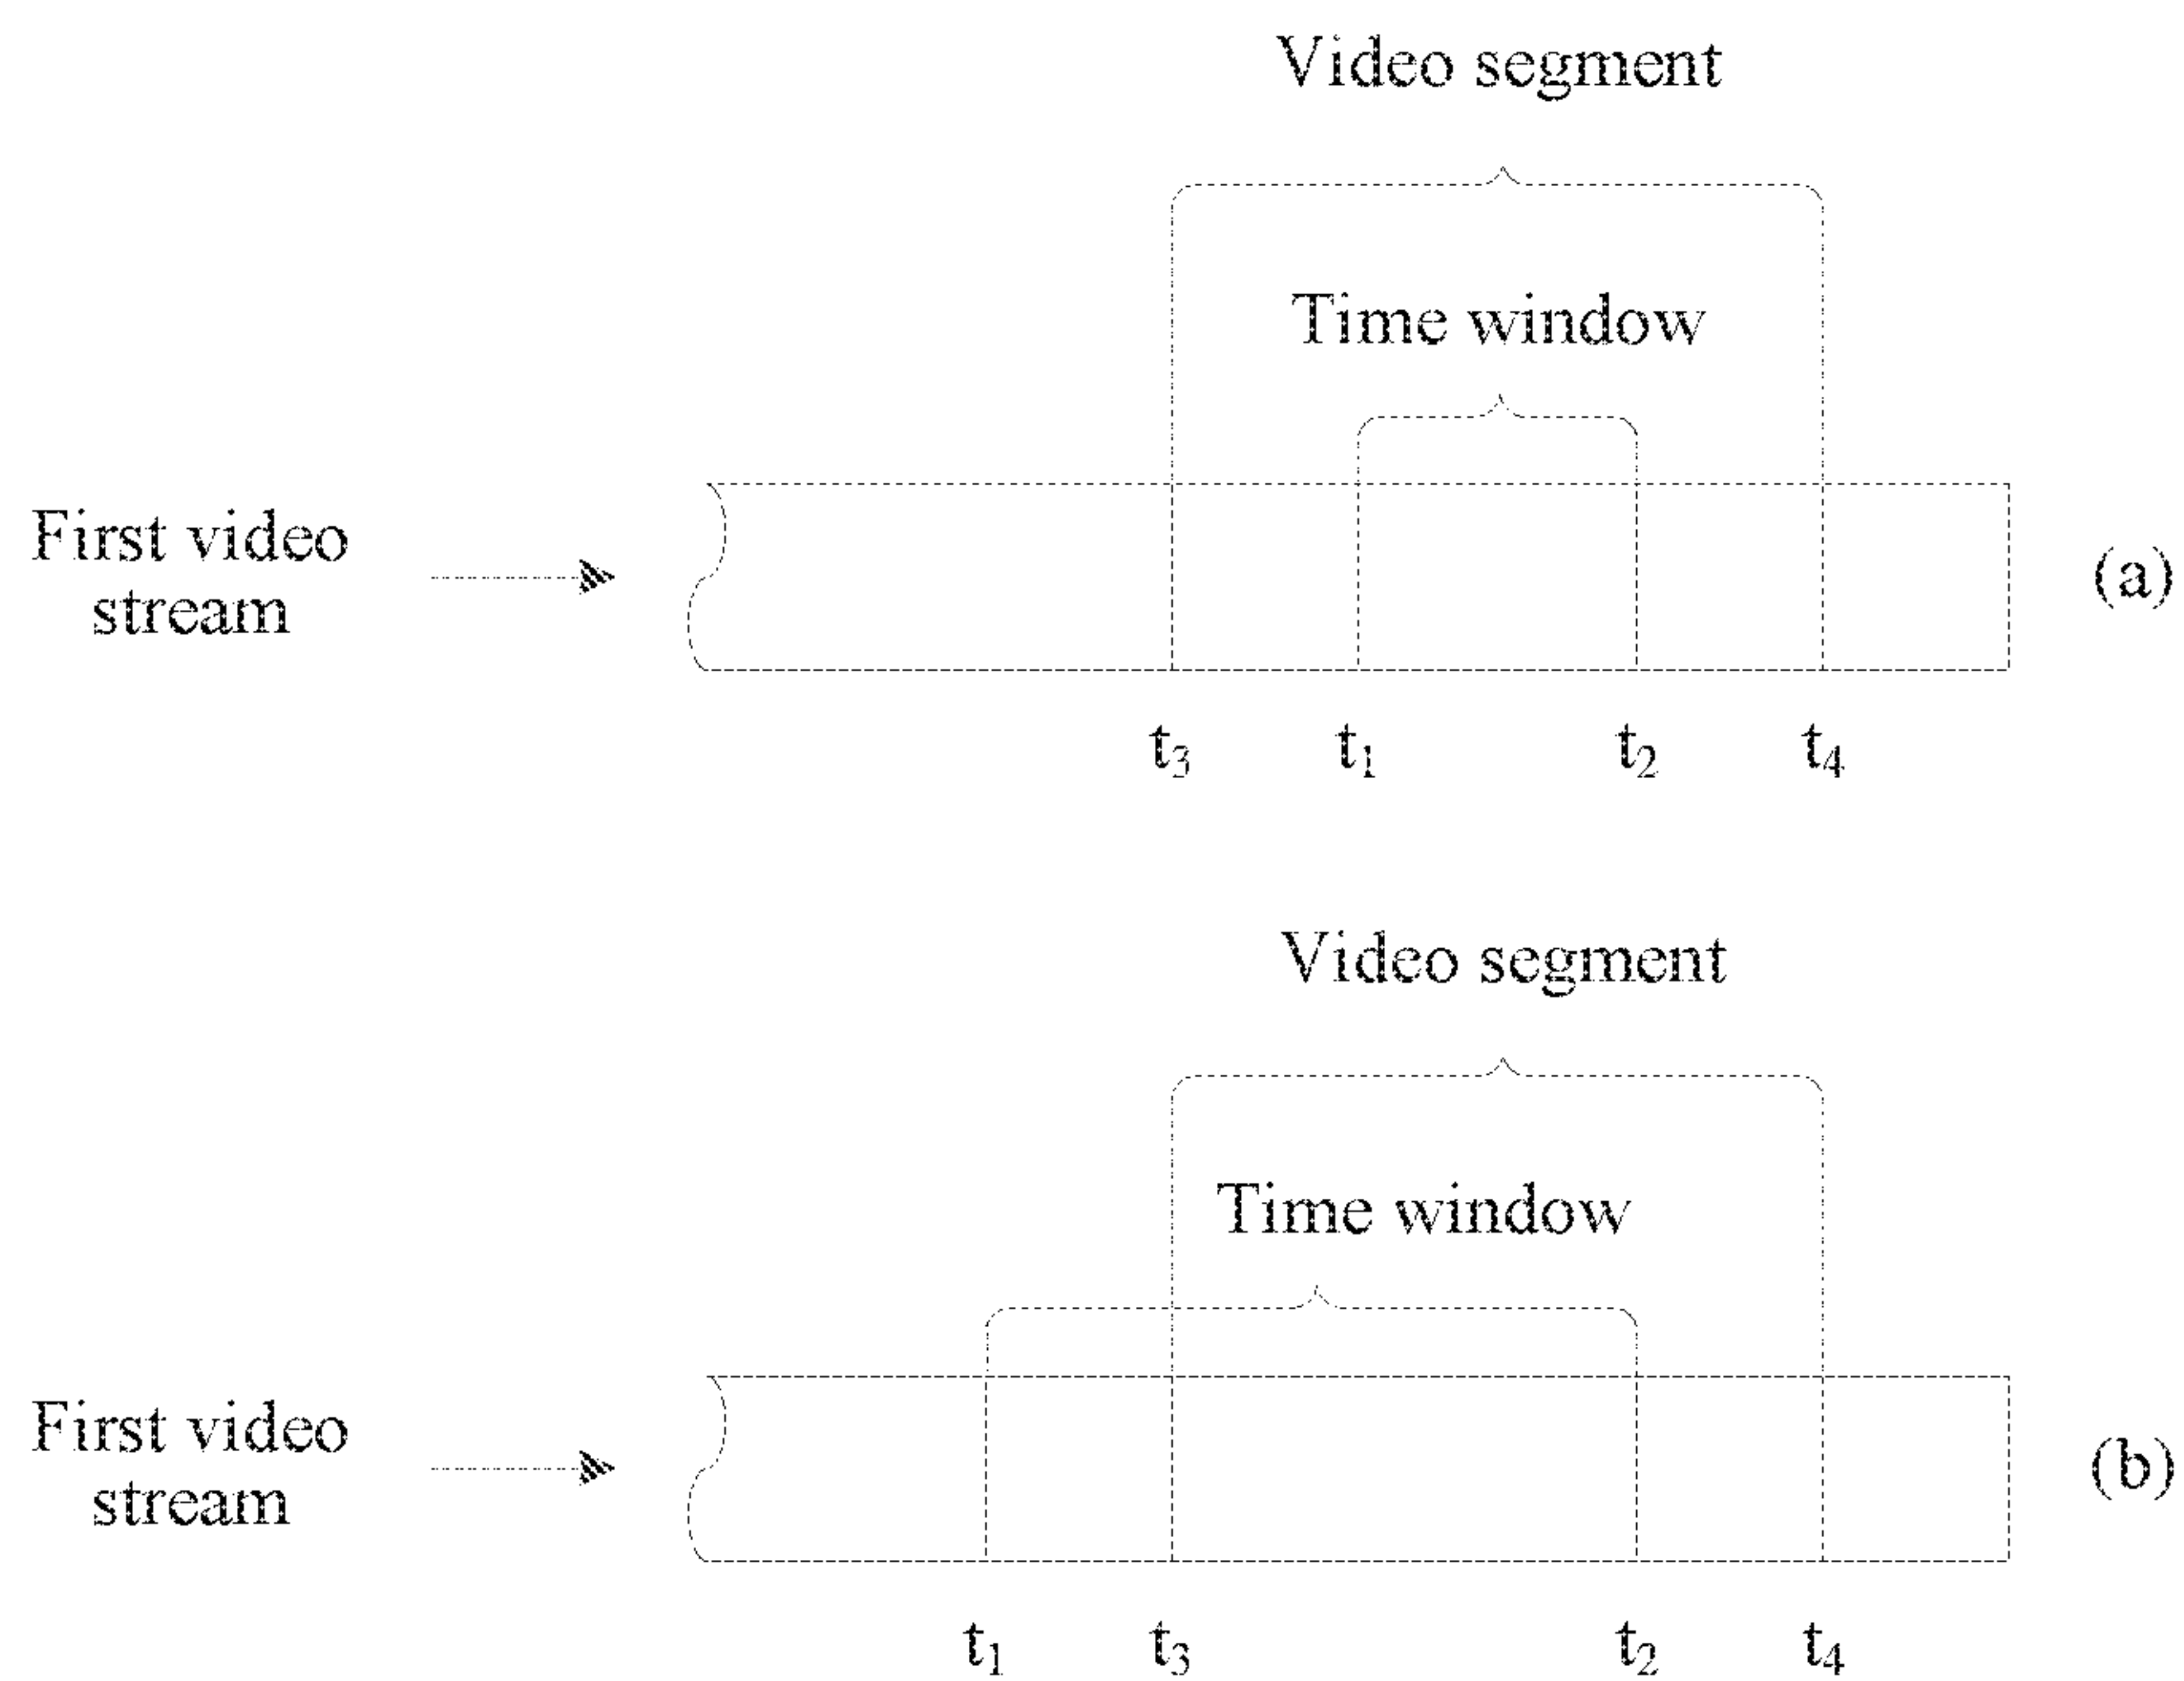 Video segment
Time window
First video
stream
(a)
t₃ t₁ t₂ t₄
Video segment
Time window
First video
stream
(b)
t₁ t₃ t₂ t₄